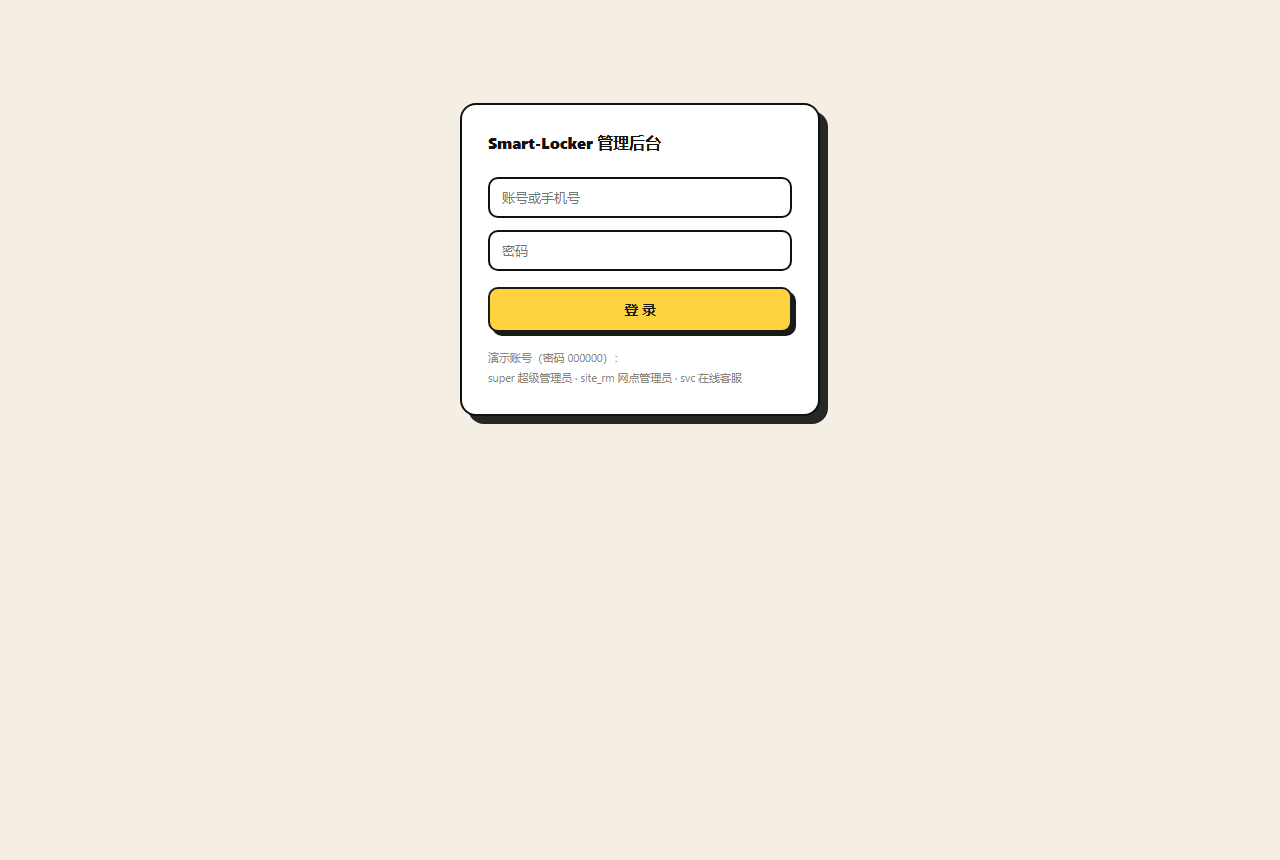 Smart-Locker 管理后台
账号或手机号
密码
登 录
演示账号（密码 000000）：
super 超级管理员 · site_rm 网点管理员 · svc 在线客服